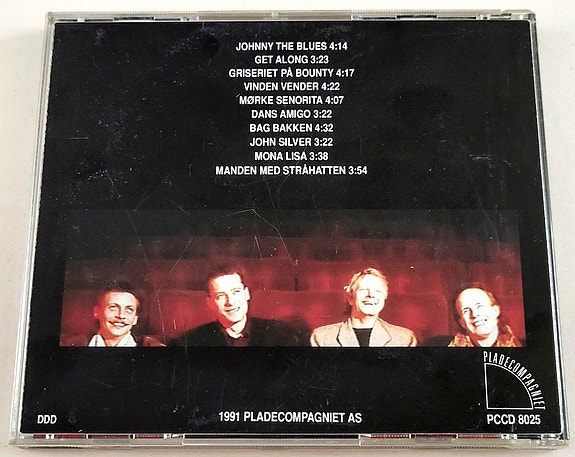 JOHNNY THE BLUES 4:14
GET ALONG 3:23
GRISERIET PÅ BOUNTY 4:17
VINDEN VENDER 4:22
MØRKE SENORITA 4:07
DANS AMIGO 3:22
BAG BAKKEN 4:32
JOHN SILVER 3:22
MONA LISA 3:38
MANDEN MED STRÅHATTEN 3:54
PLADECOMPAGNIET
DDD
1991 PLADECOMPAGNIET AS
PCCD 8025